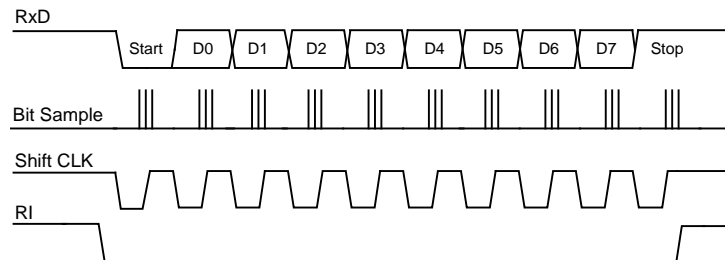 RxD
Start D0 D1 D2 D3 D4 D5 D6 D7 Stop
Bit Sample
Shift CLK
RI